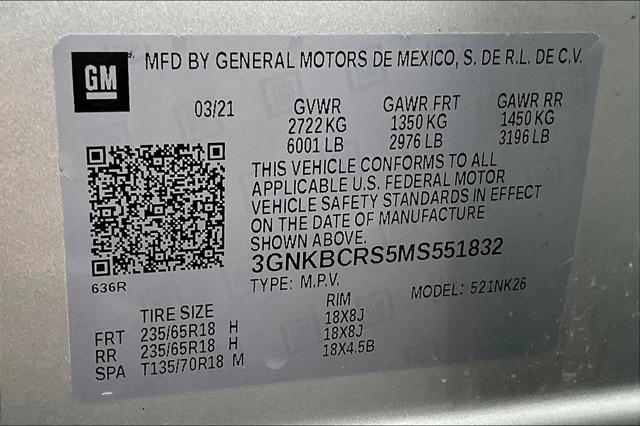 GM MFD BY GENERAL MOTORS DE MEXICO, S. DE R.L. DE C.V.
03/21 GVWR GAWR FRT GAWR RR
2722 KG 1350 KG 1450 KG
6001 LB 2976 LB 3196 LB
THIS VEHICLE CONFORMS TO ALL
APPLICABLE U.S. FEDERAL MOTOR
VEHICLE SAFETY STANDARDS IN EFFECT
ON THE DATE OF MANUFACTURE
SHOWN ABOVE.
3GNKBCRS5MS551832
636R TYPE: M.P.V. MODEL: 521NK26
TIRE SIZE RIM
FRT 235/65R18 H 18X8J
RR 235/65R18 H 18X8J
SPA T135/70R18 M 18X4.5B